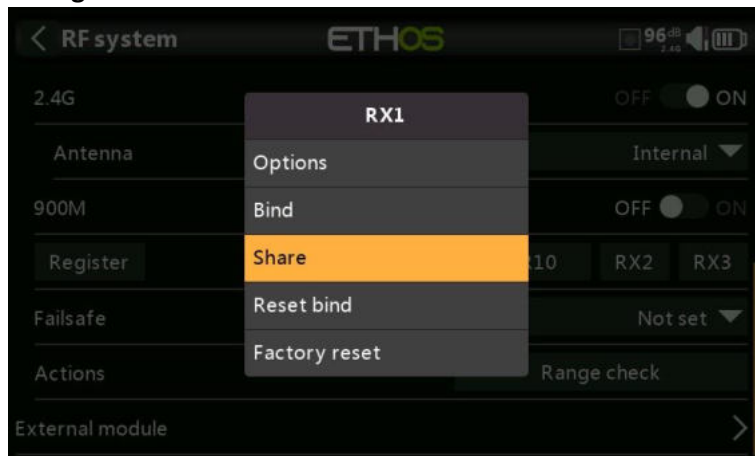 RF system
ETHOS
96dB
2.4G
2.4G
OFF ON
RX1
Antenna
Internal
Options
900M
Bind
OFF ON
Register
Share
10
RX2
RX3
Reset bind
Failsafe
Not set
Factory reset
Actions
Range check
External module